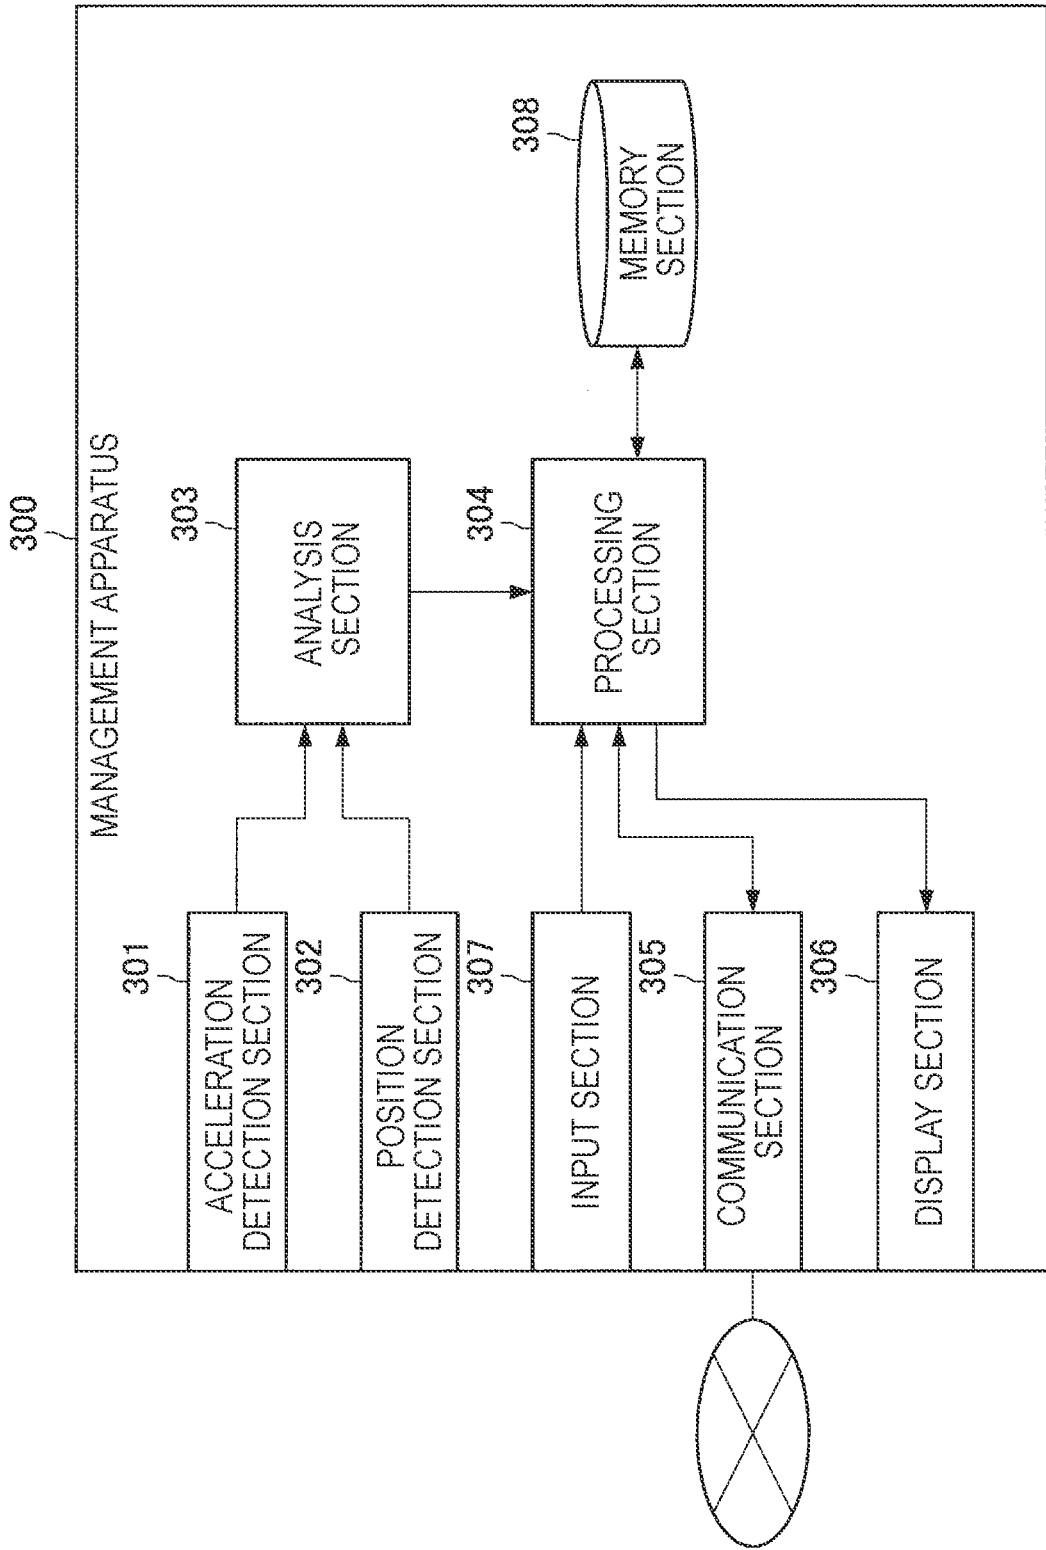 300
MANAGEMENT APPARATUS
301
ACCELERATION
DETECTION SECTION
302
POSITION
DETECTION SECTION
303
ANALYSIS
SECTION
307
INPUT SECTION
304
PROCESSING
SECTION
308
MEMORY
SECTION
305
COMMUNICATION
SECTION
306
DISPLAY SECTION